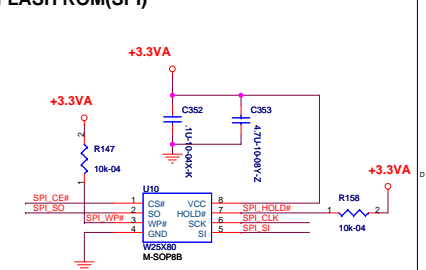 FLASH ROM(SPI)
+3.3VA
+3.3VA
C352
.1U-10-04X-K
C353
4.7U-10-08Y-Z
2
R147
10k-04
1
+3.3VA
D
U10
SPI_CE# 1 CS# VCC 8
SPI_SO 2 SO HOLD# 7 SPI_HOLD# 1 R158 2
SPI_WP# 3 WP# SCK 6 SPI_CLK 10k-04
4 GND SI 5 SPI_SI
W25X80
M-SOP8B